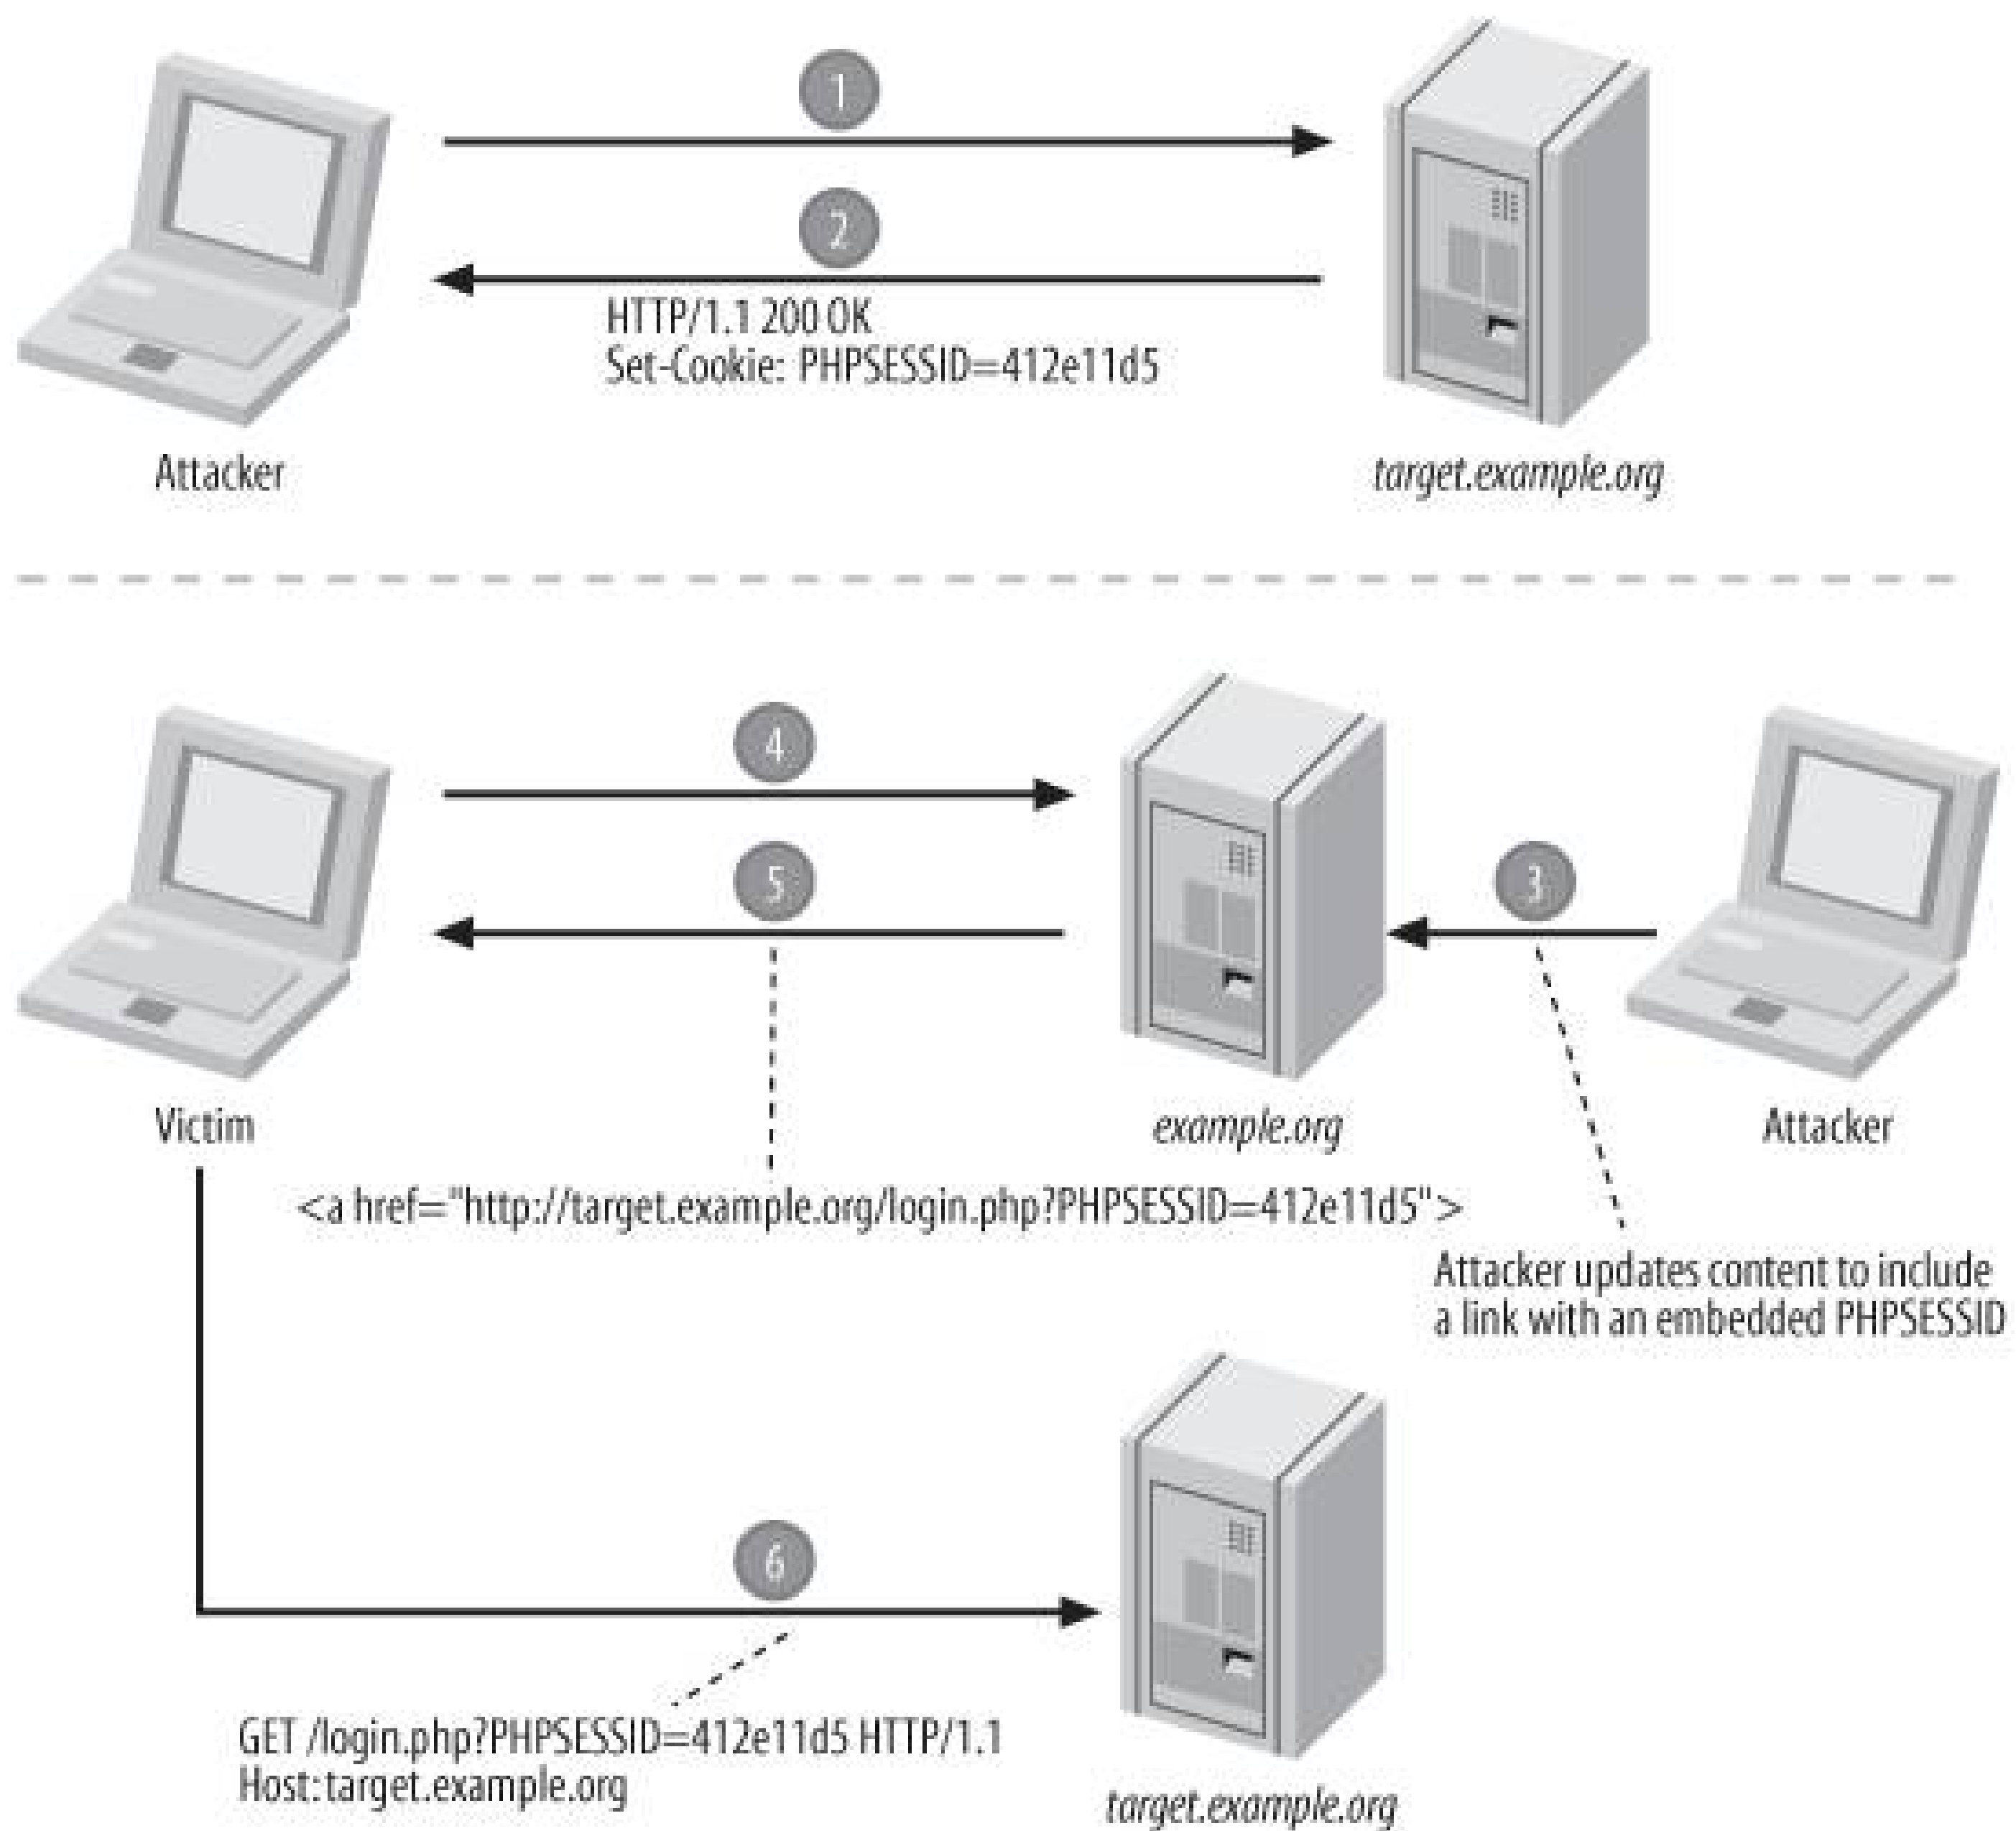 1
2
HTTP/1.1 200 OK
Set-Cookie: PHPSESSID=412e11d5
Attacker
target.example.org
4
5
3
Victim
example.org
Attacker
<a href="http://target.example.org/login.php?PHPSESSID=412e11d5">
Attacker updates content to include
a link with an embedded PHPSESSID
6
GET /login.php?PHPSESSID=412e11d5 HTTP/1.1
Host: target.example.org
target.example.org